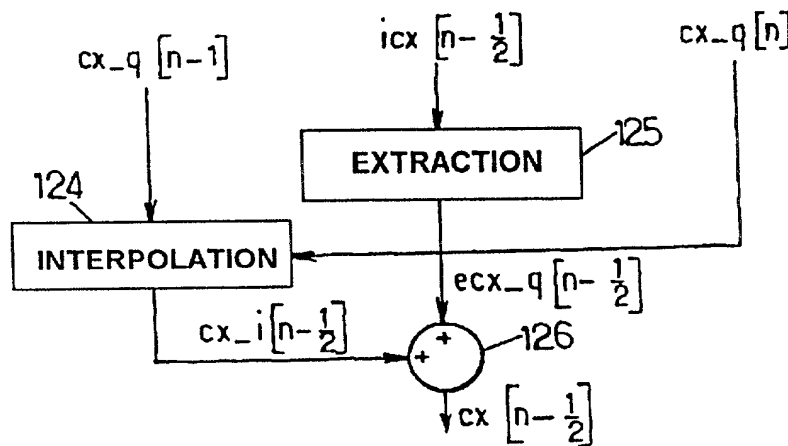 cx_q [n-1]
icx [n-1/2]
cx_q [n]
EXTRACTION
125
124
INTERPOLATION
ecx_q [n-1/2]
cx_i [n-1/2]
126
+
+
cx [n-1/2]